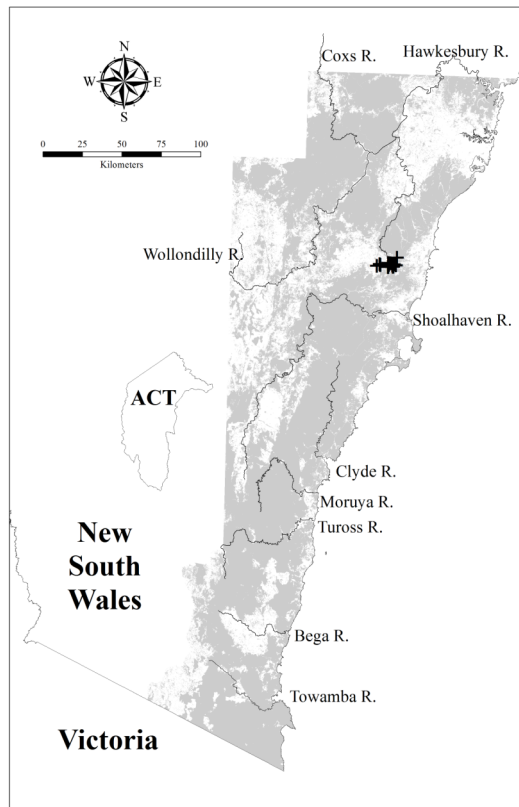 Coxs R.
Hawkesbury R.
N
W E
S
0 25 50 75 100
Kilometers
Wollondilly R.
Shoalhaven R.
ACT
Clyde R.
Moruya R.
Tuross R.
New
South
Wales
Bega R.
Towamba R.
Victoria